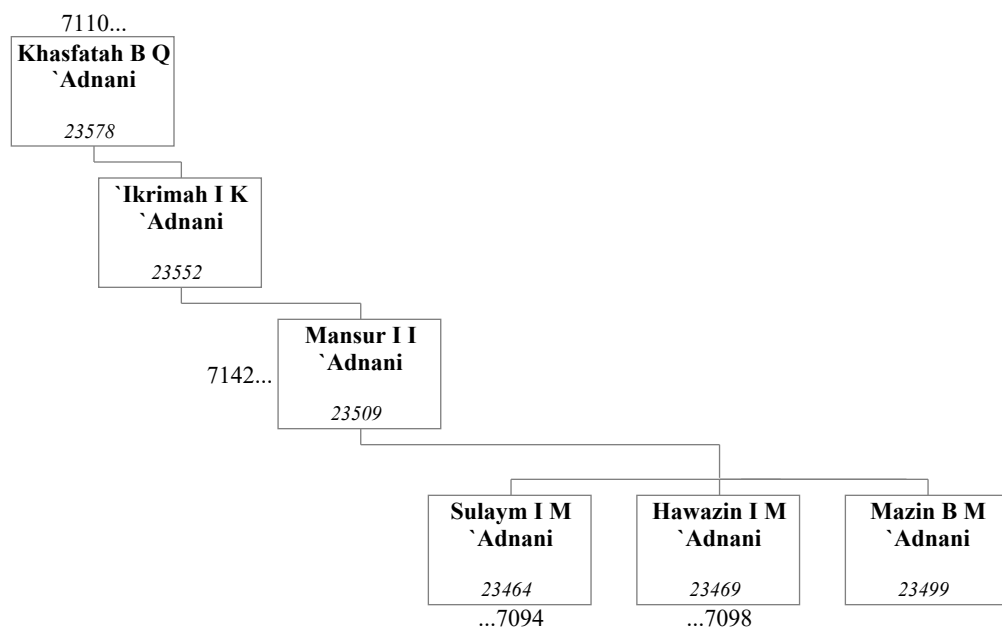 7110...
Khasfatah B Q
`Adnani
23578
`Ikrimah I K
`Adnani
23552
Mansur I I
`Adnani
7142...
23509
Sulaym I M
`Adnani
23464
...7094
Hawazin I M
`Adnani
23469
...7098
Mazin B M
`Adnani
23499